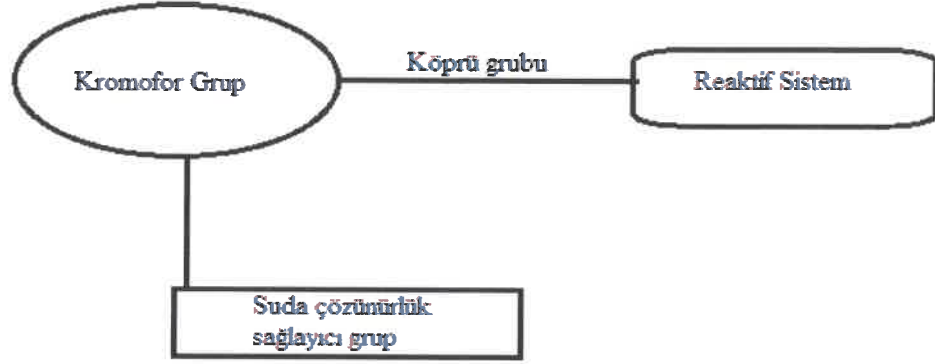 Kromofor Grup
Köprü grubu
Reaktif Sistem
Suda çözünürlük
sağlayıcı grup